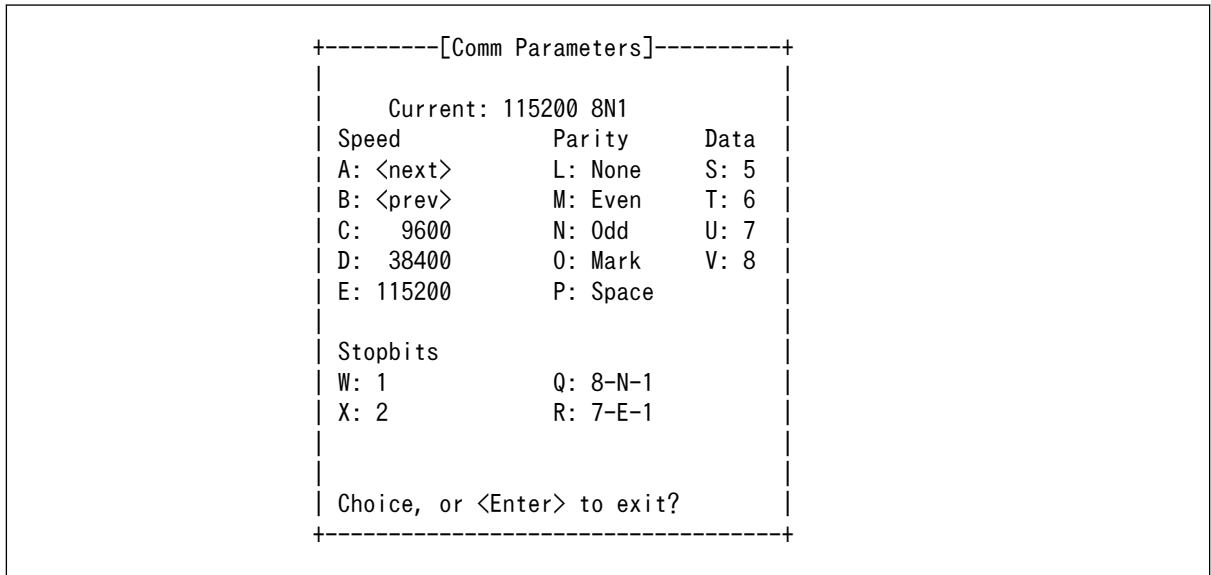 +---------[Comm Parameters]----------+
|                                    |
|     Current: 115200 8N1            |
| Speed            Parity      Data  |
| A: <next>        L: None     S: 5  |
| B: <prev>        M: Even     T: 6  |
| C:   9600        N: Odd      U: 7  |
| D:  38400        O: Mark     V: 8  |
| E: 115200        P: Space          |
|                                    |
| Stopbits                           |
| W: 1             Q: 8-N-1          |
| X: 2             R: 7-E-1          |
|                                    |
|                                    |
| Choice, or <Enter> to exit?        |
+------------------------------------+